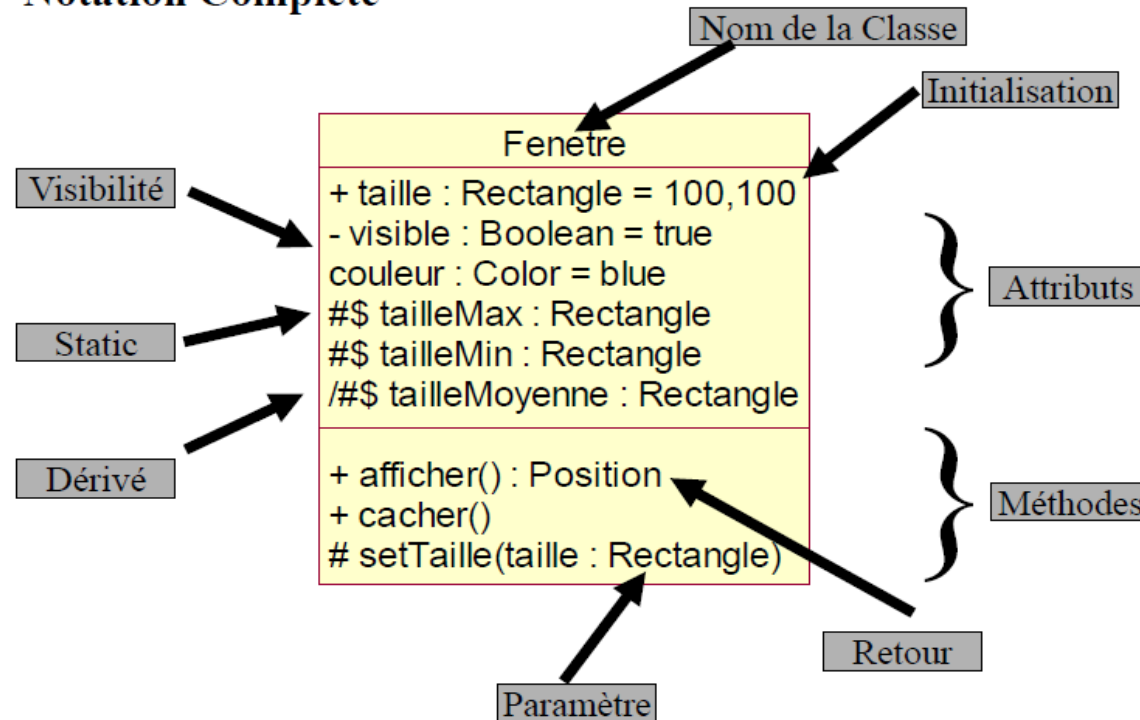 Notation Complète
Nom de la Classe
Initialisation
Fenetre
Visibilité
+ taille : Rectangle = 100,100
- visible : Boolean = true
couleur : Color = blue
#$ tailleMax : Rectangle
#$ tailleMin : Rectangle
/#$ tailleMoyenne : Rectangle
Attributs
Static
Dérivé
+ afficher() : Position
+ cacher()
# setTaille(taille : Rectangle)
Méthodes
Retour
Paramètre